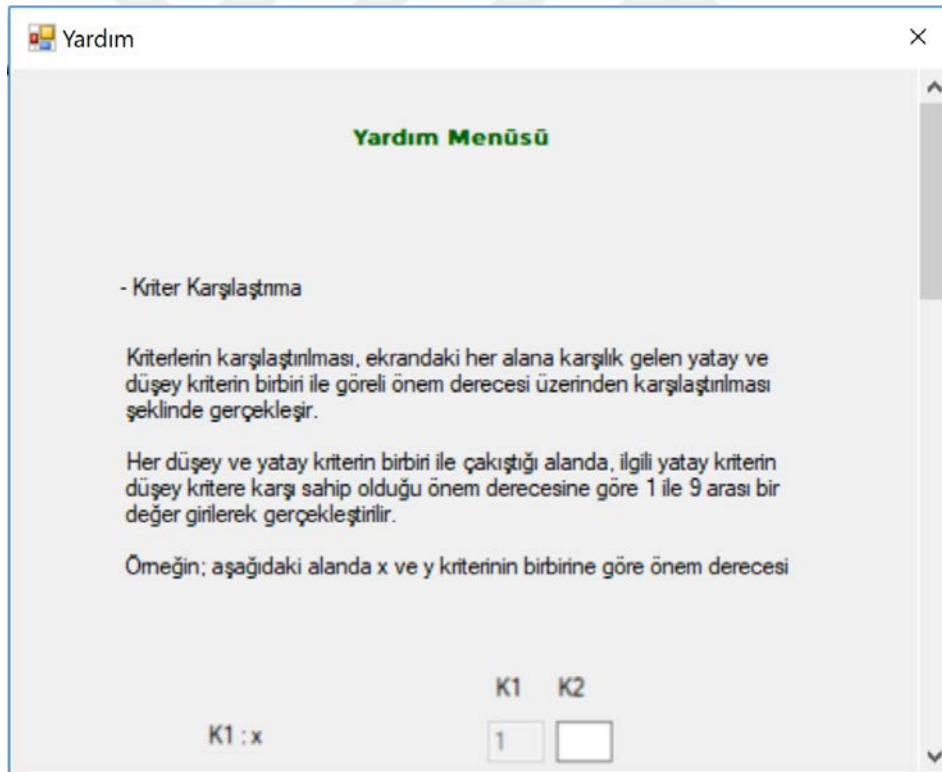 Yardım
Yardım Menüsü
- Kriter Karşılaştırma
Kriterlerin karşılaştırılması, ekrandaki her alana karşılık gelen yatay ve
düşey kriterin birbiri ile göreli önem derecesi üzerinden karşılaştırılması
şeklinde gerçekleşir.
Her düşey ve yatay kriterin birbiri ile çakıştığı alanda, ilgili yatay kriterin
düşey kritere karşı sahip olduğu önem derecesine göre 1 ile 9 arası bir
değer girilerek gerçekleştirilir.
Örneğin; aşağıdaki alanda x ve y kriterinin birbirine göre önem derecesi
K1 K2
K1 : x 1